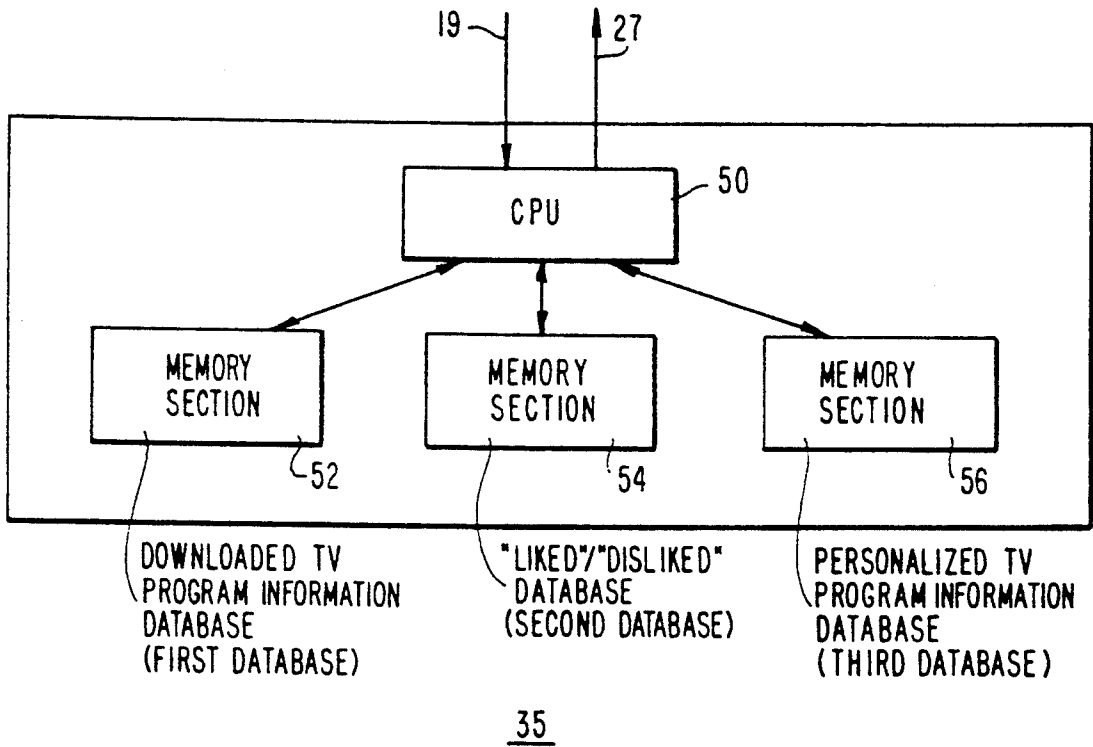 19
27
CPU
50
MEMORY
SECTION
52
MEMORY
SECTION
54
MEMORY
SECTION
56
DOWNLOADED TV
PROGRAM INFORMATION
DATABASE
(FIRST DATABASE)
"LIKED"/"DISLIKED"
DATABASE
(SECOND DATABASE)
PERSONALIZED TV
PROGRAM INFORMATION
DATABASE
(THIRD DATABASE)
35